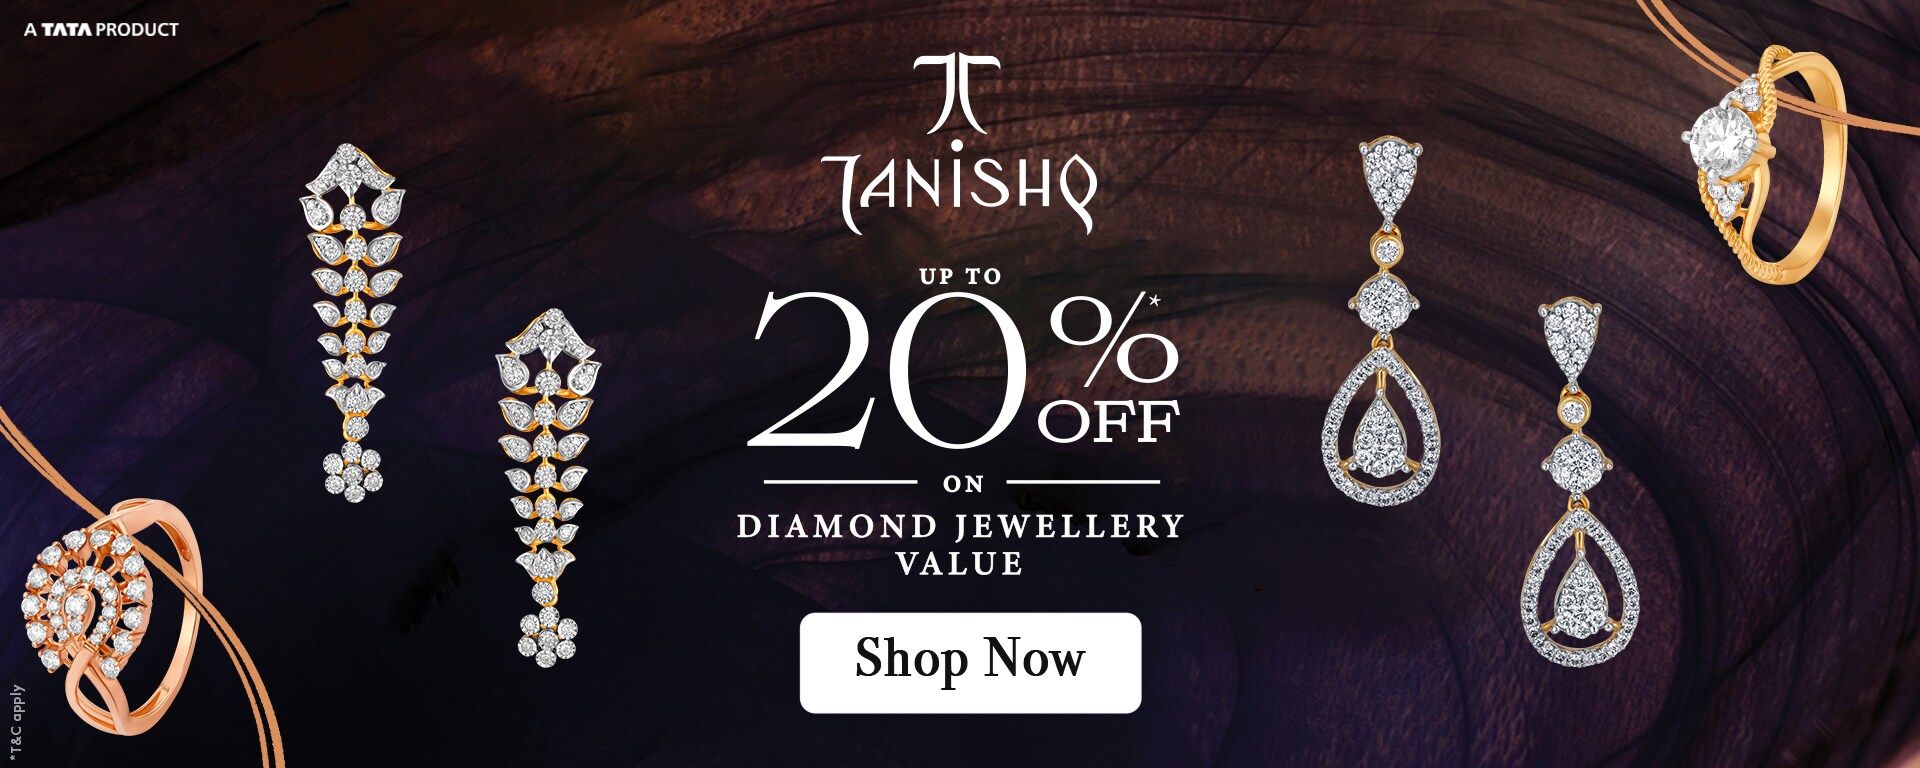 A TATA PRODUCT
TANISHQ
UP TO
20%*
OFF
ON
DIAMOND JEWELLERY
VALUE
Shop Now
*T&C apply